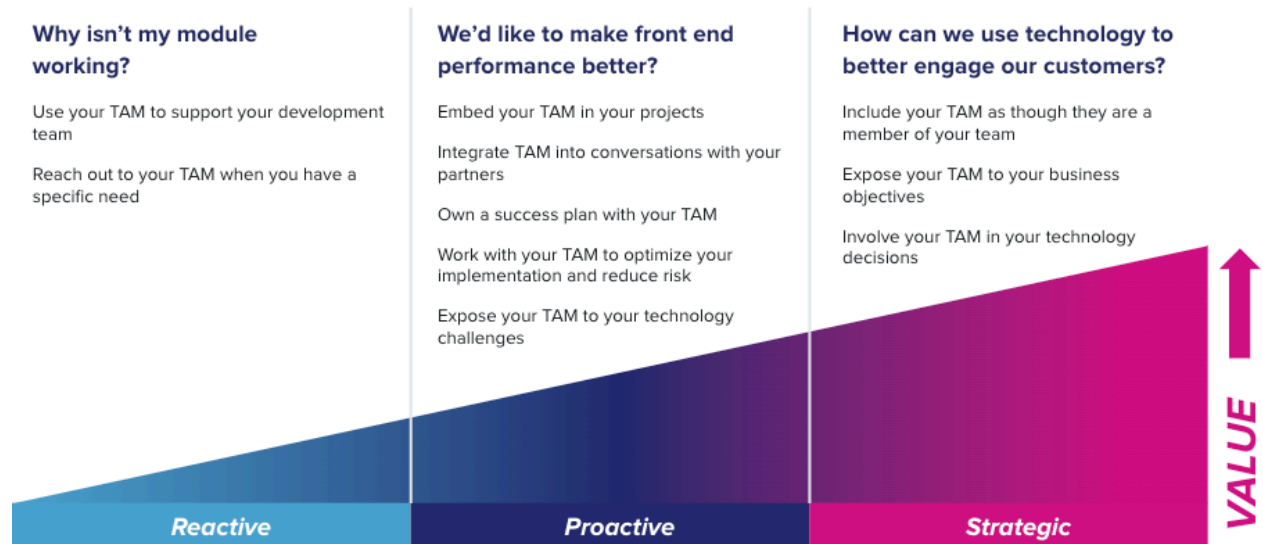 Why isn’t my module
working?
Use your TAM to support your development
team
Reach out to your TAM when you have a
specific need
We’d like to make front end
performance better?
Embed your TAM in your projects
Integrate TAM into conversations with your
partners
Own a success plan with your TAM
Work with your TAM to optimize your
implementation and reduce risk
Expose your TAM to your technology
challenges
How can we use technology to
better engage our customers?
Include your TAM as though they are a
member of your team
Expose your TAM to your business
objectives
Involve your TAM in your technology
decisions
Reactive
Proactive
Strategic
VALUE